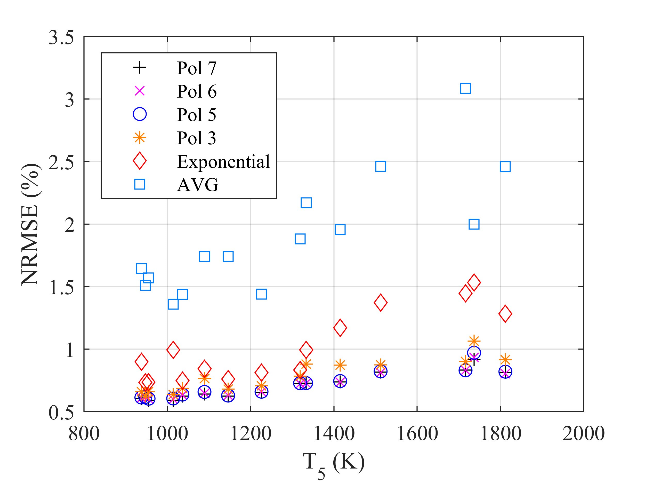 3.5
3
2.5
2
1.5
1
0.5
NRMSE (%)
Pol 7
Pol 6
Pol 5
Pol 3
Exponential
AVG
800 1000 1200 1400 1600 1800 2000
T5 (K)